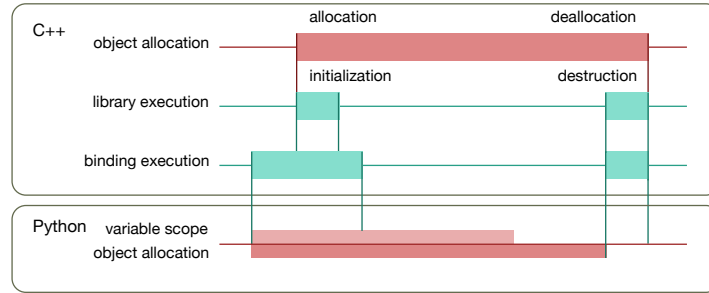 allocation deallocation
C++
object allocation
initialization destruction
library execution
binding execution
Python
variable scope
object allocation